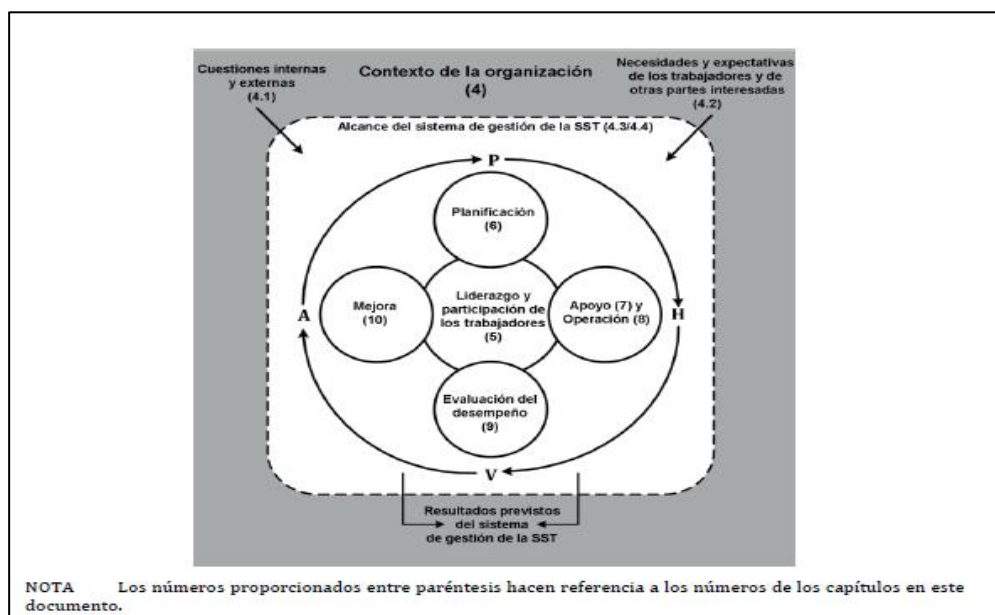 Cuestiones internas
y externas
(4.1)
Contexto de la organización
(4)
Necesidades y expectativas
de los trabajadores y de
otras partes interesadas
(4.2)
Alcance del sistema de gestión de la SST (4.3/4.4)
P
Planificación
(6)
A
Mejora
(10)
Liderazgo y
participación de
los trabajadores
(5)
Apoyo (7) y
Operación (8)
H
Evaluación del
desempeño
(9)
V
Resultados previstos
del sistema
de gestión de la SST
NOTA Los números proporcionados entre paréntesis hacen referencia a los números de los capítulos en este
documento.